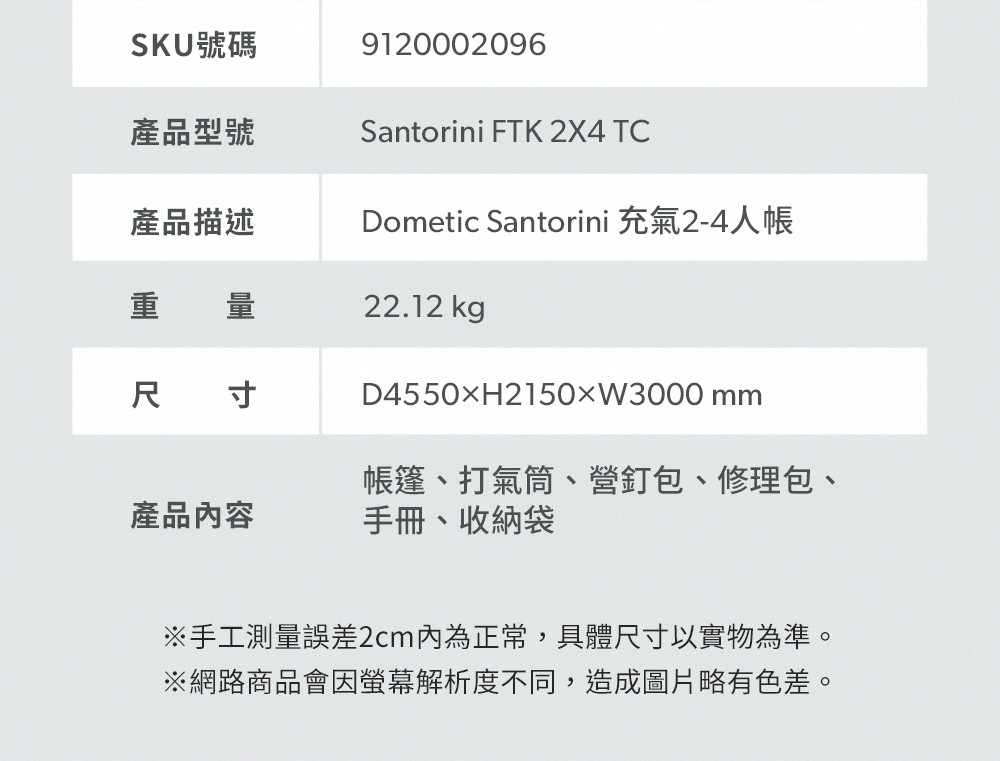 SKU號碼 9120002096
產品型號 Santorini FTK 2X4 TC
產品描述 Dometic Santorini 充氣2-4人帳
重量 22.12 kg
尺寸 D4550×H2150×W3000 mm
產品內容 帳篷、打氣筒、營釘包、修理包、
手冊、收納袋
※手工測量誤差2cm內為正常，具體尺寸以實物為準。
※網路商品會因螢幕解析度不同，造成圖片略有色差。